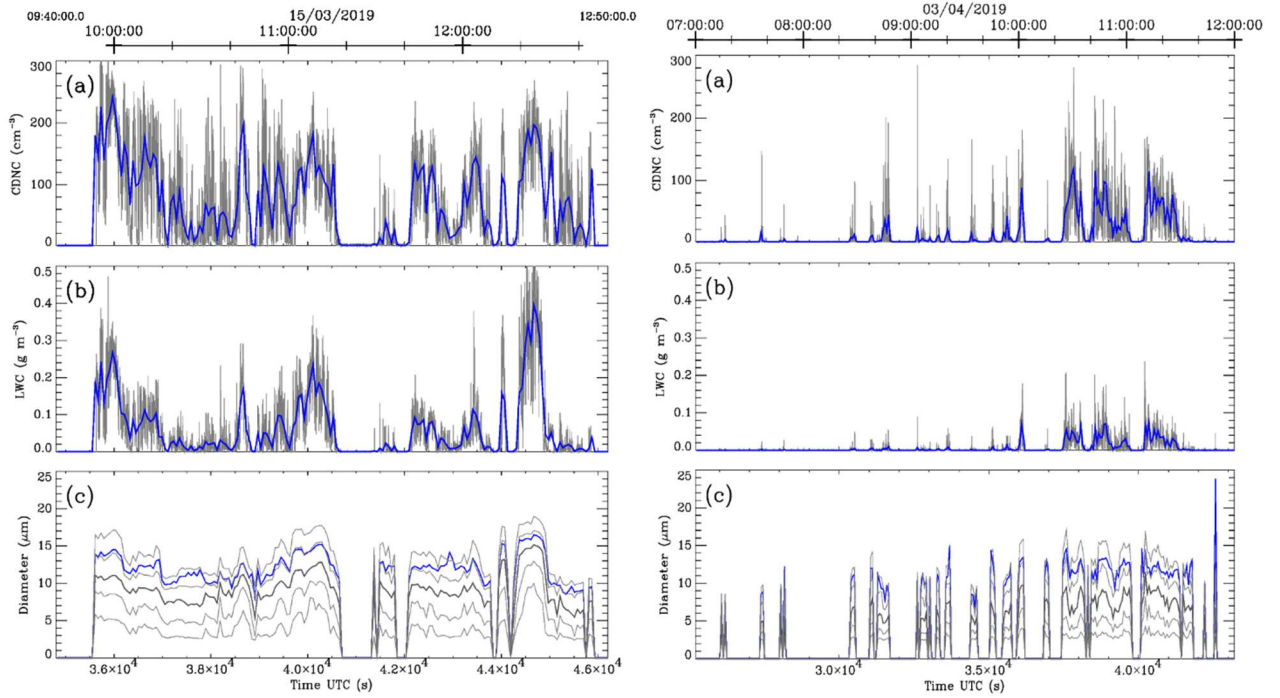 15/03/2019
09:40:00.0 12:50:00.0
10:00:00 11:00:00 12:00:00
(a)
CDNC (cm⁻³)
300
200
100
0
(b)
LWC (g m⁻³)
0.5
0.4
0.3
0.2
0.1
0.0
(c)
Diameter (μm)
25
20
15
10
5
0
3.6×10⁴ 3.8×10⁴ 4.0×10⁴ 4.2×10⁴ 4.4×10⁴ 4.6×10⁴
Time UTC (s)
03/04/2019
07:00:00 08:00:00 09:00:00 10:00:00 11:00:00 12:00:00
(a)
CDNC (cm⁻³)
300
200
100
0
(b)
LWC (g m⁻³)
0.5
0.4
0.3
0.2
0.1
0.0
(c)
Diameter (μm)
25
20
15
10
5
0
3.0×10⁴ 3.5×10⁴ 4.0×10⁴
Time UTC (s)